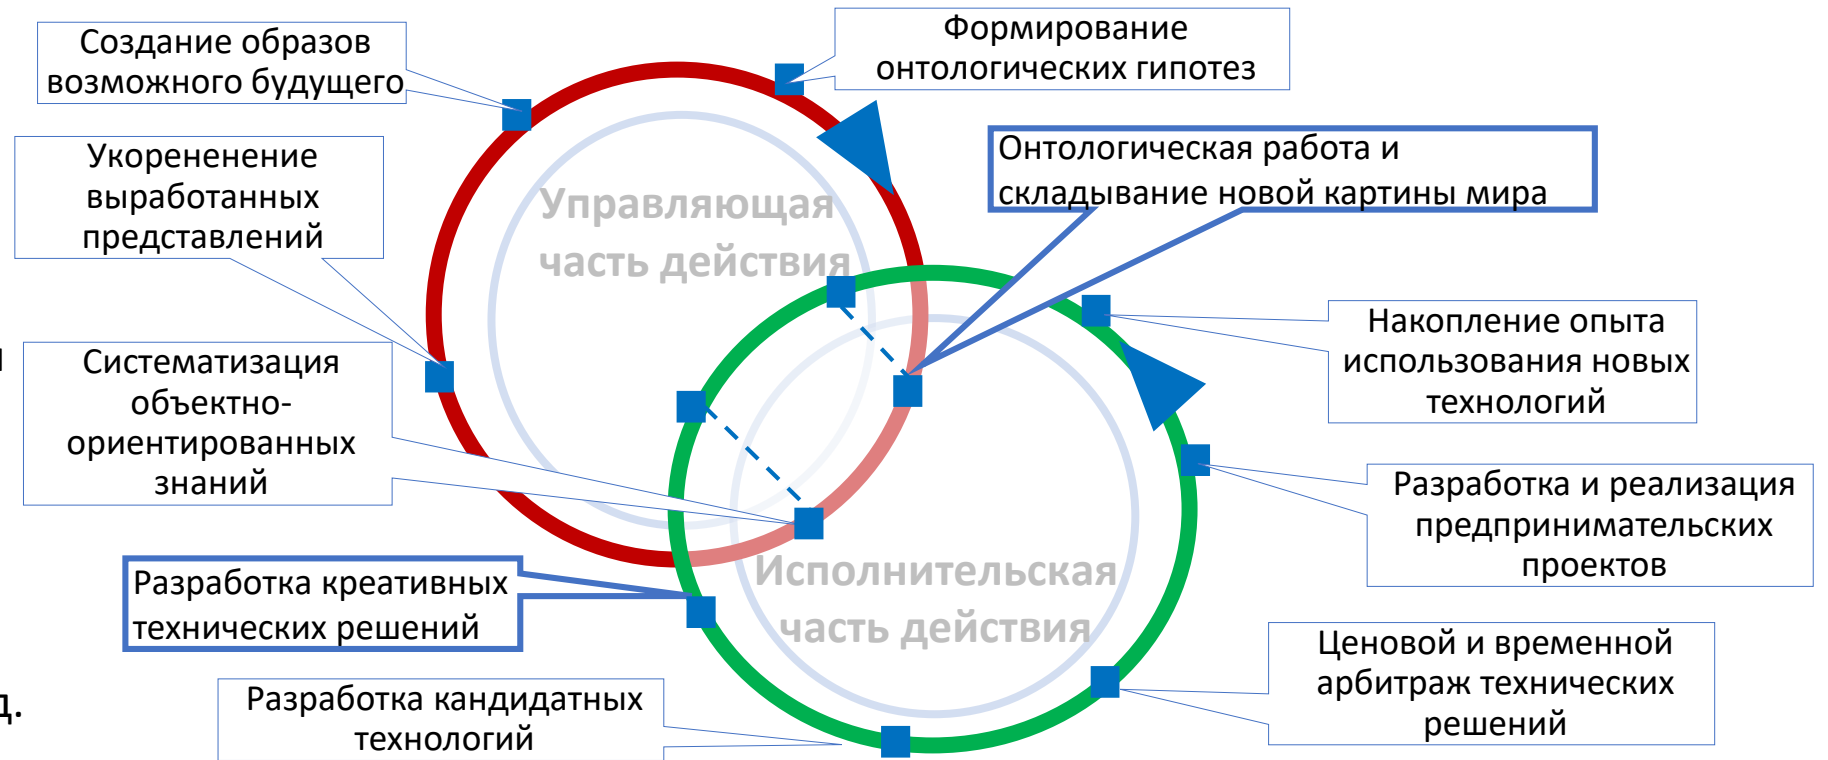 Создание образов
возможного будущего
Формирование
онтологических гипотез
Укорененение
выработанных
представлений
Онтологическая работа и
складывание новой картины мира
Управляющая
часть действия
Накопление опыта
использования новых
технологий
Систематизация
объектно-
ориентированных
знаний
Разработка и реализация
предпринимательских
проектов
Исполнительская
часть действия
Разработка креативных
технических решений
Ценовой и временной
арбитраж технических
решений
Разработка кандидатных
технологий
д.